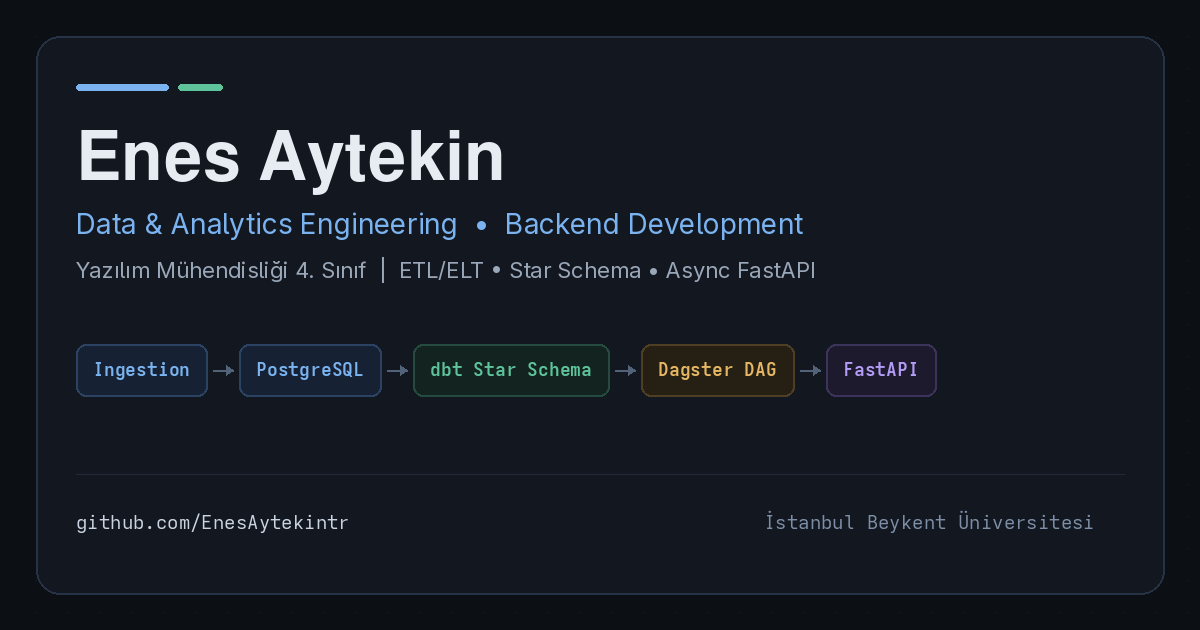 Enes Aytekin
Data & Analytics Engineering • Backend Development
Yazılım Mühendisliği 4. Sınıf | ETL/ELT • Star Schema • Async FastAPI
Ingestion → PostgreSQL → dbt Star Schema → Dagster DAG → FastAPI
github.com/EnesAytekintr
İstanbul Beykent Üniversitesi